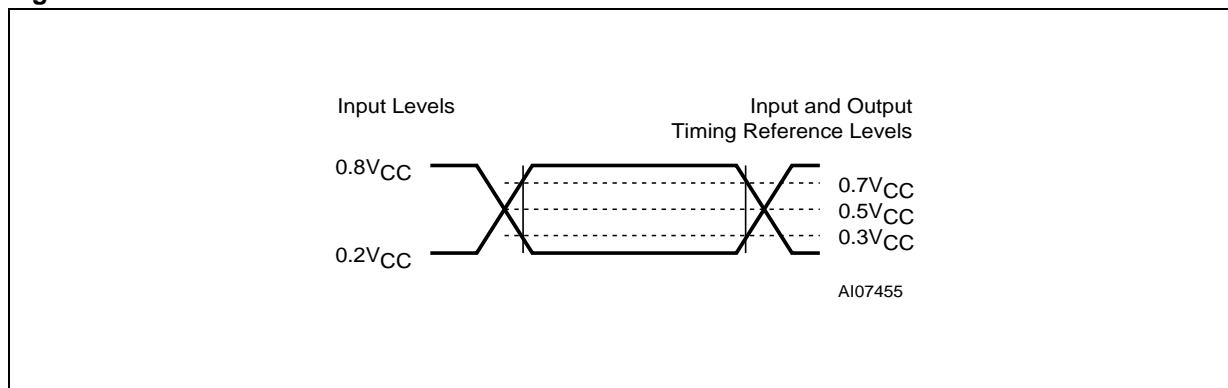 Input Levels
Input and Output
Timing Reference Levels
0.8VCC
0.7VCC
0.5VCC
0.3VCC
0.2VCC
AI07455